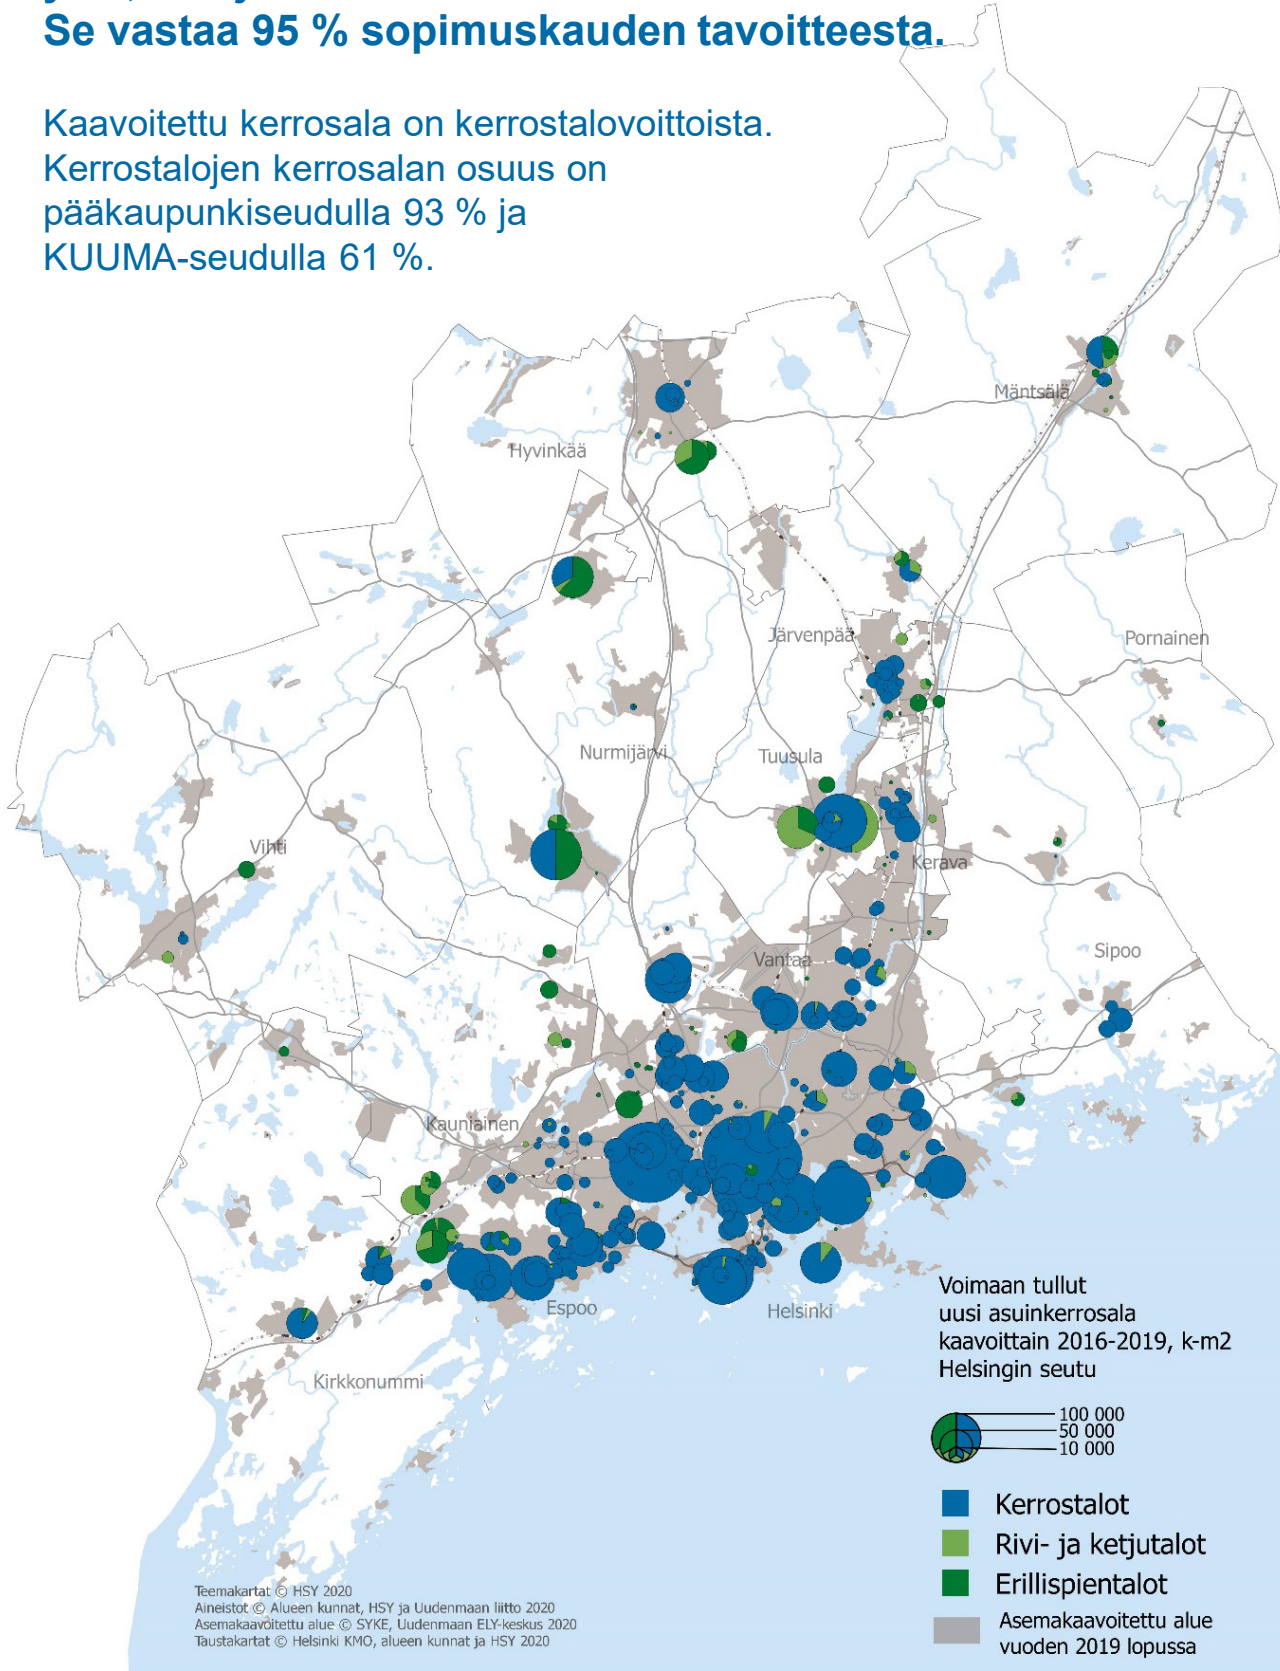 Se vastaa 95 % sopimuskauden tavoitteesta.
Kaavoitettu kerrosala on kerrostalovoittoista.
Kerrostalojen kerrosalan osuus on
pääkaupunkiseudulla 93 % ja
KUUMA-seudulla 61 %.
Mäntsälä
Hyvinkää
Järvenpää
Pornainen
Nurmijärvi
Tuusula
Vihti
Kerava
Sipoo
Vantaa
Kauniainen
Espoo
Helsinki
Kirkkonummi
Voimaan tullut
uusi asuinkerrosala
kaavoittain 2016-2019, k-m2
Helsingin seutu
100 000
50 000
10 000
Kerrostalot
Rivi- ja ketjutalot
Erillispientalot
Asemakaavoitettu alue
vuoden 2019 lopussa
Teemakartat © HSY 2020
Aineistot © Alueen kunnat, HSY ja Uudenmaan liitto 2020
Asemakaavoitettu alue © SYKE, Uudenmaan ELY-keskus 2020
Taustakartat © Helsinki KMO, alueen kunnat ja HSY 2020